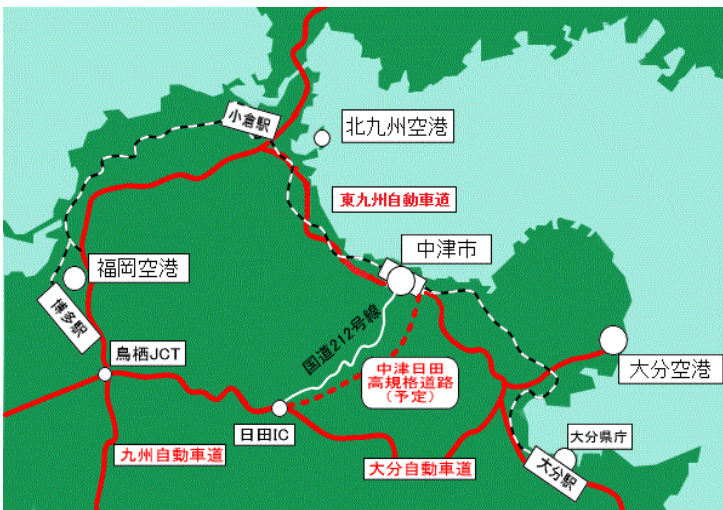 小倉駅
北九州空港
東九州自動車道
中津市
福岡空港
博多駅
国道212号線
鳥栖JCT
中津日田
高規格道路
（予定）
大分空港
日田IC
大分県庁
九州自動車道
大分自動車道
大分駅